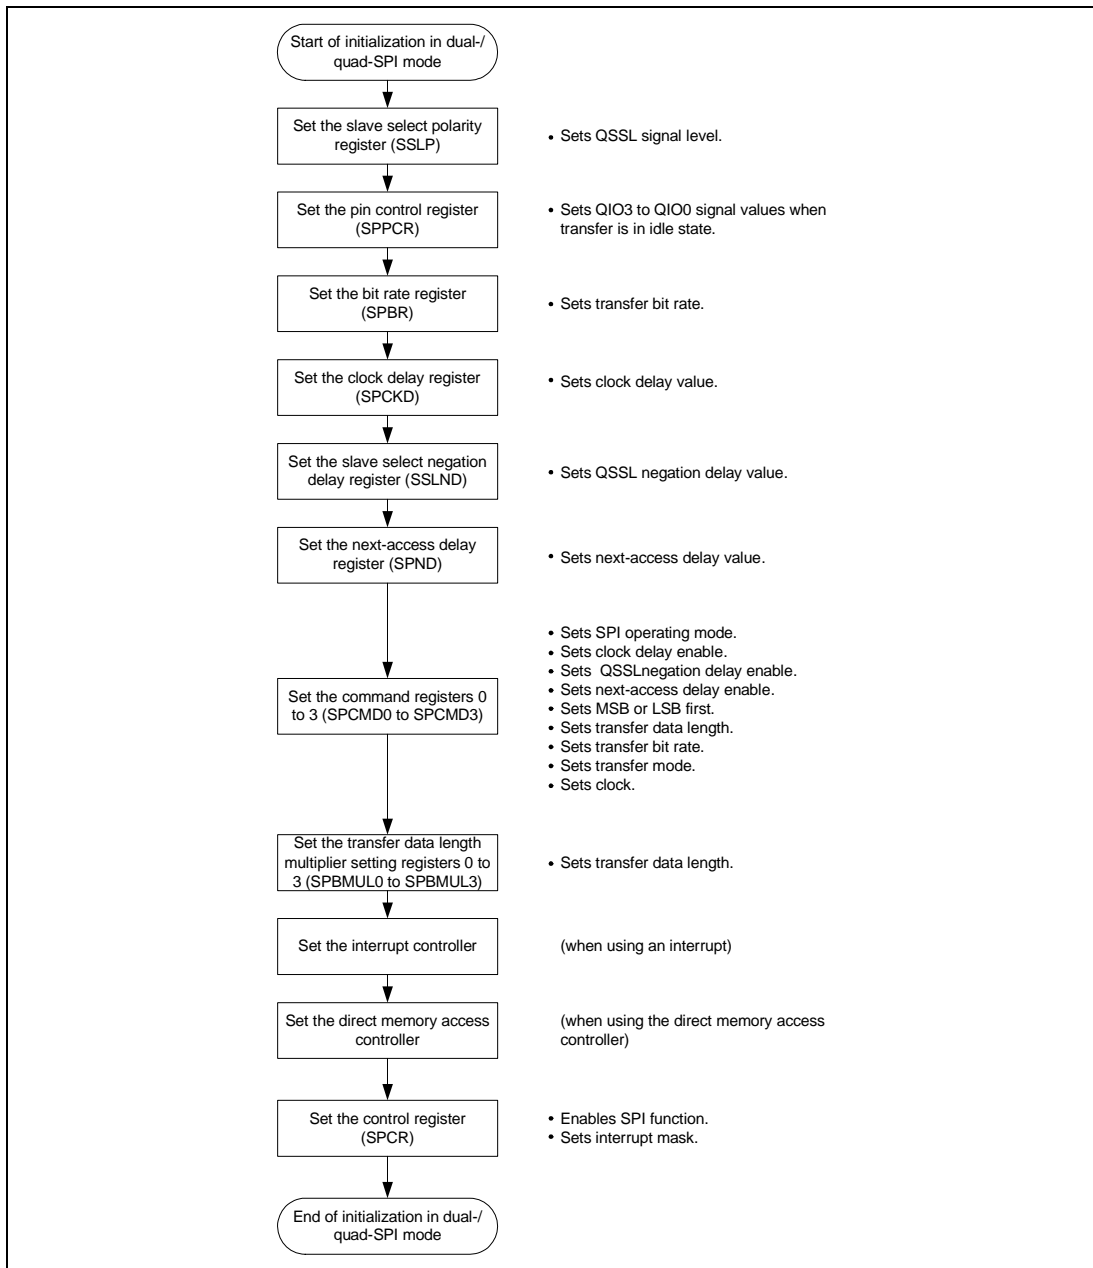 Start of initialization in dual-/
quad-SPI mode
Set the slave select polarity
register (SSLP)
• Sets QSSL signal level.
Set the pin control register
(SPPCR)
• Sets QIO3 to QIO0 signal values when
transfer is in idle state.
Set the bit rate register
(SPBR)
• Sets transfer bit rate.
Set the clock delay register
(SPCKD)
• Sets clock delay value.
Set the slave select negation
delay register (SSLND)
• Sets QSSL negation delay value.
Set the next-access delay
register (SPND)
• Sets next-access delay value.
Set the command registers 0
to 3 (SPCMD0 to SPCMD3)
• Sets SPI operating mode.
• Sets clock delay enable.
• Sets  QSSLnegation delay enable.
• Sets next-access delay enable.
• Sets MSB or LSB first.
• Sets transfer data length.
• Sets transfer bit rate.
• Sets transfer mode.
• Sets clock.
Set the transfer data length
multiplier setting registers 0 to
3 (SPBMUL0 to SPBMUL3)
• Sets transfer data length.
Set the interrupt controller
(when using an interrupt)
Set the direct memory access
controller
(when using the direct memory access
controller)
Set the control register
(SPCR)
• Enables SPI function.
• Sets interrupt mask.
End of initialization in dual-/
quad-SPI mode